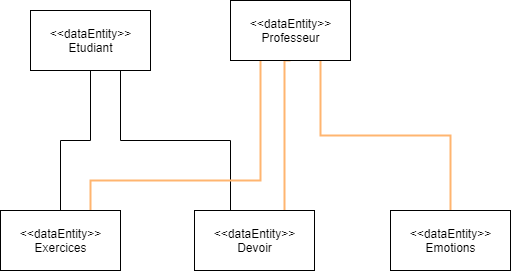 <<dataEntity>>
Etudiant
<<dataEntity>>
Professeur
<<dataEntity>>
Exercices
<<dataEntity>>
Devoir
<<dataEntity>>
Emotions